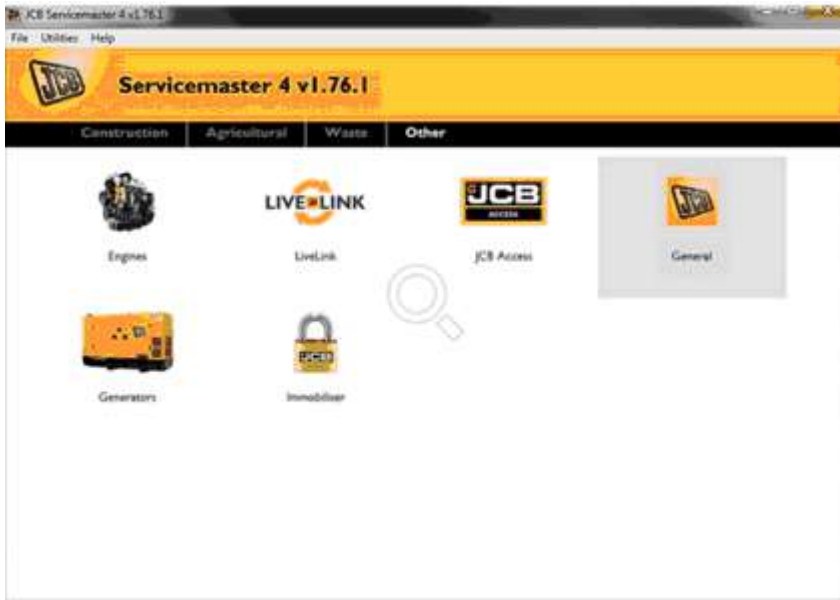 JCB Servicemaster 4 v1.76.1
File Utilities Help
JCB
Servicemaster 4 v1.76.1
Construction Agricultural Waste Other
LIVE LINK
JCB
ACCESS
JCB
Engines LiveLink JCB Access General
JCB
Generators Immobiliser